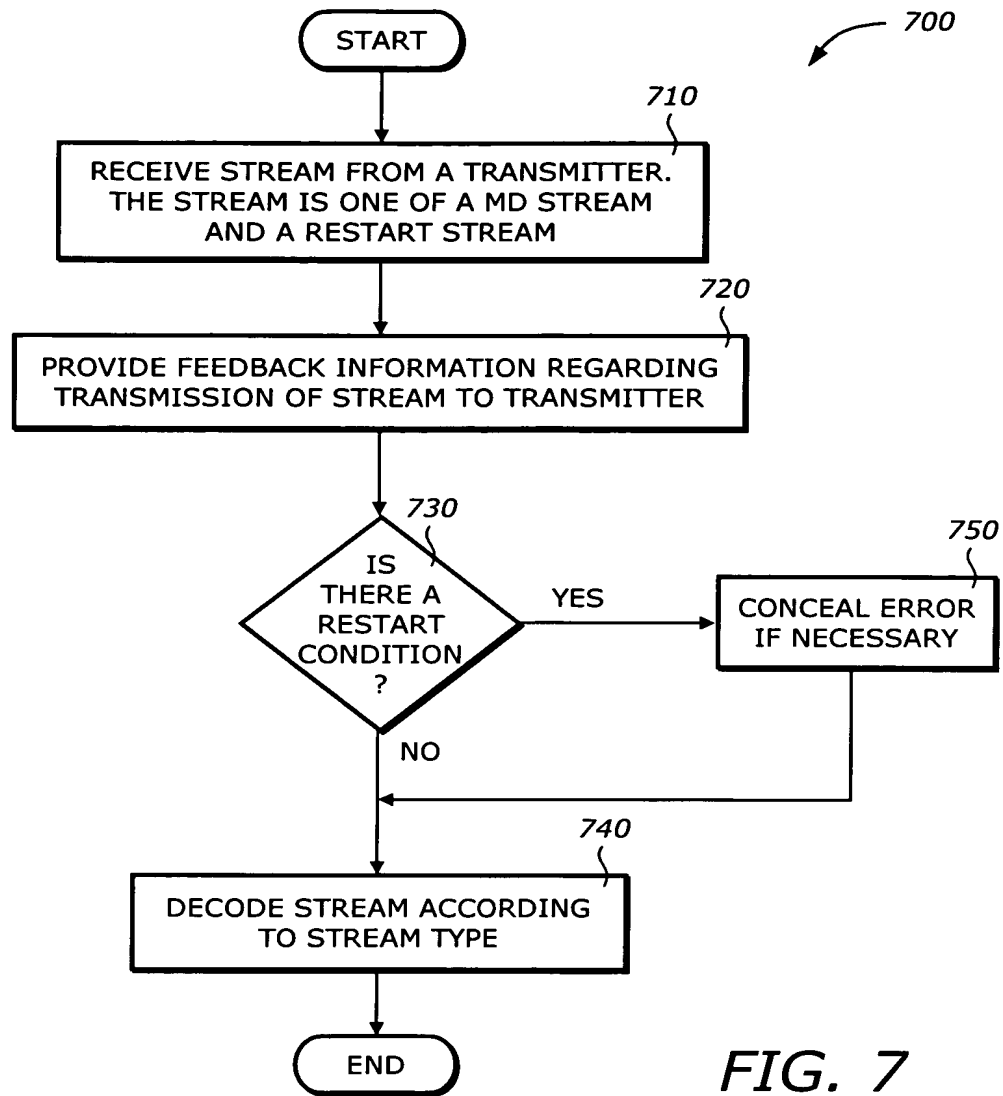 START
700
710
RECEIVE STREAM FROM A TRANSMITTER.
THE STREAM IS ONE OF A MD STREAM
AND A RESTART STREAM
720
PROVIDE FEEDBACK INFORMATION REGARDING
TRANSMISSION OF STREAM TO TRANSMITTER
730
IS
THERE A
RESTART
CONDITION
?
YES
750
CONCEAL ERROR
IF NECESSARY
NO
740
DECODE STREAM ACCORDING
TO STREAM TYPE
END
FIG. 7